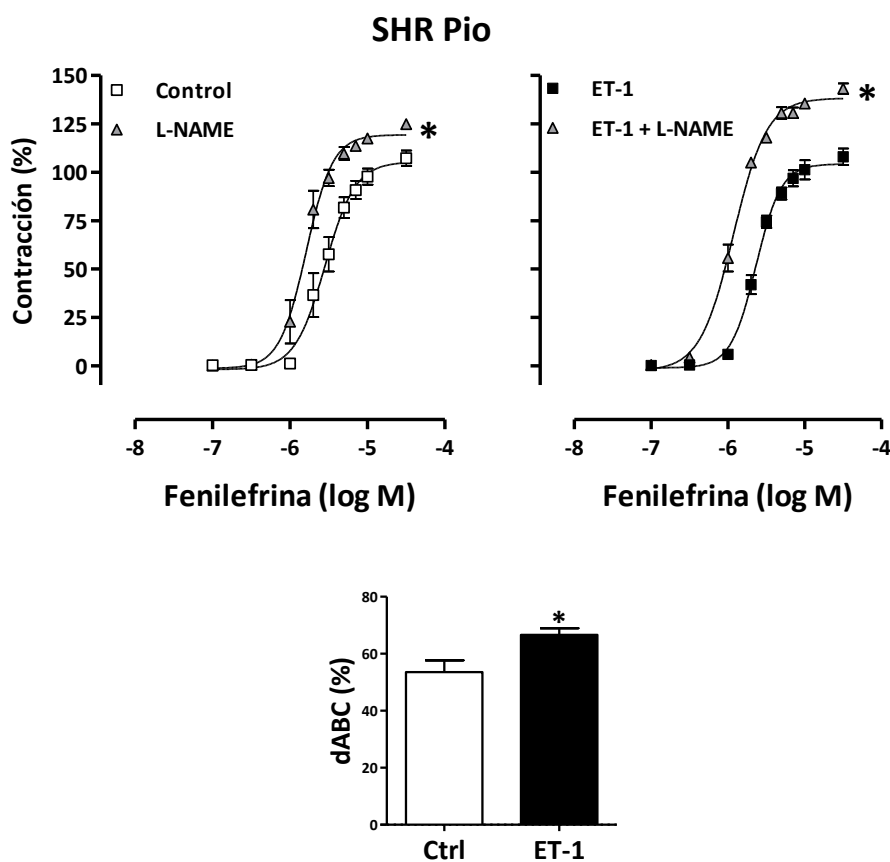 SHR Pio
150
125
100
75
50
25
0
Contracción (%)
Control
L-NAME
*
-8 -7 -6 -5 -4
Fenilefrina (log M)
ET-1
ET-1 + L-NAME
*
-8 -7 -6 -5 -4
Fenilefrina (log M)
80
60
40
20
0
dABC (%)
*
Ctrl ET-1